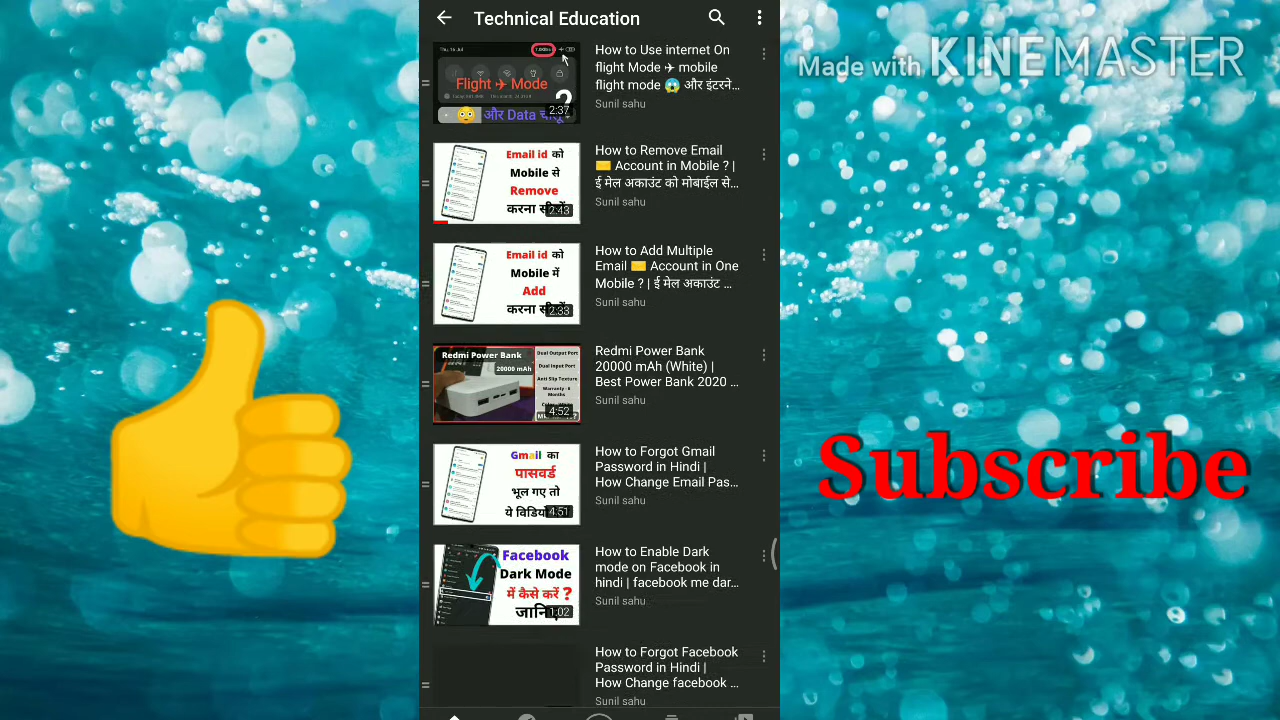 Technical Education
Made with KINEMASTER
Flight ✈ Mode
?
😳 और Data चालू
2:37
How to Use internet On
flight Mode ✈ mobile
flight mode 😱 और इंटरने...
Sunil sahu
Email id को
Mobile से
Remove
करना
2:43
How to Remove Email
✉️ Account in Mobile ? |
ई मेल अकाउंट को मोबाईल से...
Sunil sahu
Email id को
Mobile में
Add
करना
2:33
How to Add Multiple
Email ✉️ Account in One
Mobile ? | ई मेल अकाउंट ...
Sunil sahu
Redmi Power Bank
20000 mAh
Dual Output Port
Dual Input Port
Anti Slip Texture
Warranty - 6
Months
4:52
Redmi Power Bank
20000 mAh (White) |
Best Power Bank 2020 ...
Sunil sahu
Gmail का
पासवर्ड
भूल गए तो
ये
4:51
How to Forgot Gmail
Password in Hindi |
How Change Email Pas...
Sunil sahu
Subscribe
Facebook
Dark Mode
में कैसे करें ?
1:02
How to Enable Dark
mode on Facebook in
hindi | facebook me dar...
Sunil sahu
How to Forgot Facebook
Password in Hindi |
How Change facebook ...
Sunil sahu